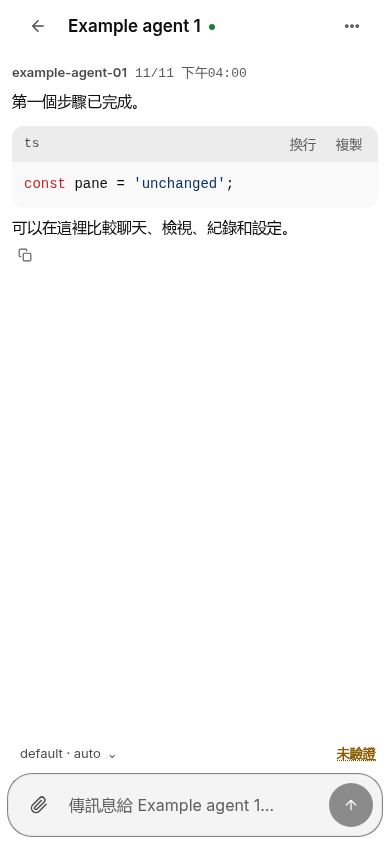 Example agent 1
example-agent-01 11/11 下午04:00
第一個步驟已完成。
ts 換行 複製
const pane = 'unchanged';
可以在這裡比較聊天、檢視、紀錄和設定。
default · auto
未驗證
傳訊息給 Example agent 1...